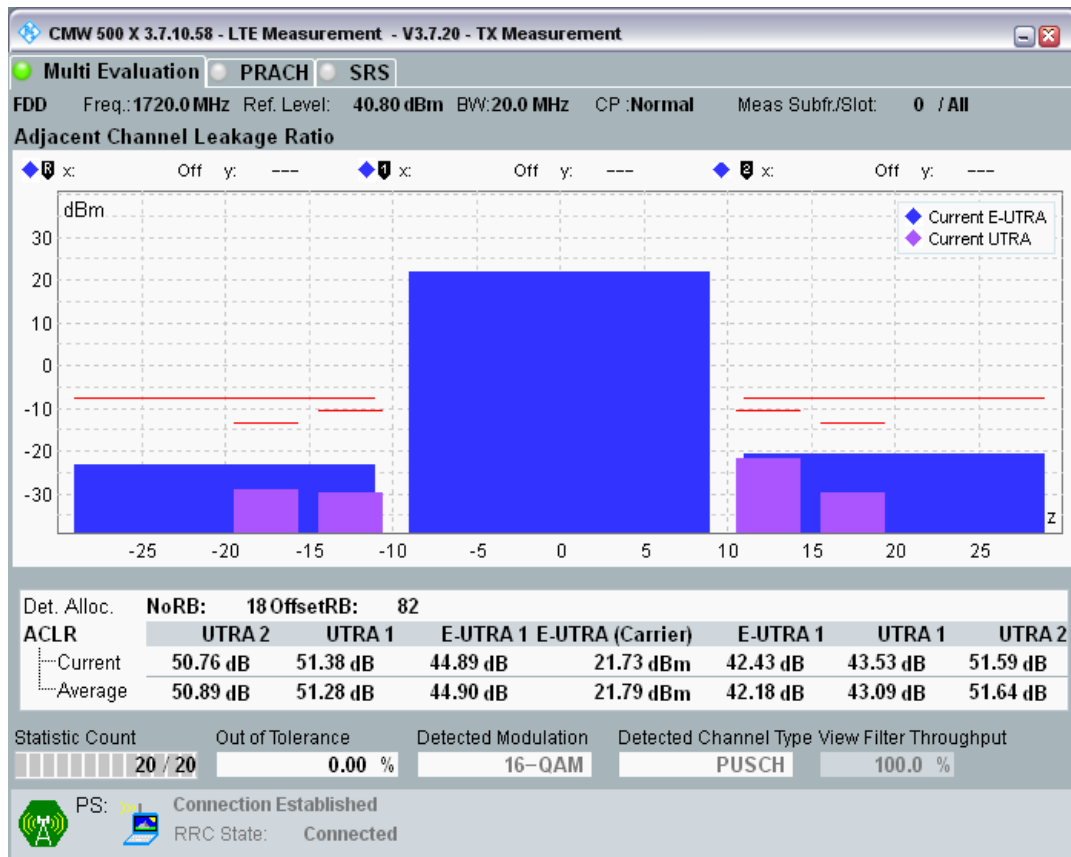 CMW 500 X 3.7.10.58 - LTE Measurement - V3.7.20 - TX Measurement
Multi Evaluation PRACH SRS
FDD Freq.:1720.0 MHz Ref. Level: 40.80 dBm BW:20.0 MHz CP :Normal Meas Subfr./Slot: 0 / All
Adjacent Channel Leakage Ratio
R x: Off y: --- 1 x: Off y: --- 2 x: Off y: ---
dBm
Current E-UTRA
Current UTRA
30
20
10
0
-10
-20
-30
z
-25 -20 -15 -10 -5 0 5 10 15 20 25
Det. Alloc. NoRB: 18 OffsetRB: 82
ACLR UTRA 2 UTRA 1 E-UTRA 1 E-UTRA (Carrier) E-UTRA 1 UTRA 1 UTRA 2
Current 50.76 dB 51.38 dB 44.89 dB 21.73 dBm 42.43 dB 43.53 dB 51.59 dB
Average 50.89 dB 51.28 dB 44.90 dB 21.79 dBm 42.18 dB 43.09 dB 51.64 dB
Statistic Count Out of Tolerance Detected Modulation Detected Channel Type View Filter Throughput
20 / 20 0.00 % 16-QAM PUSCH 100.0 %
PS: Connection Established
RRC State: Connected